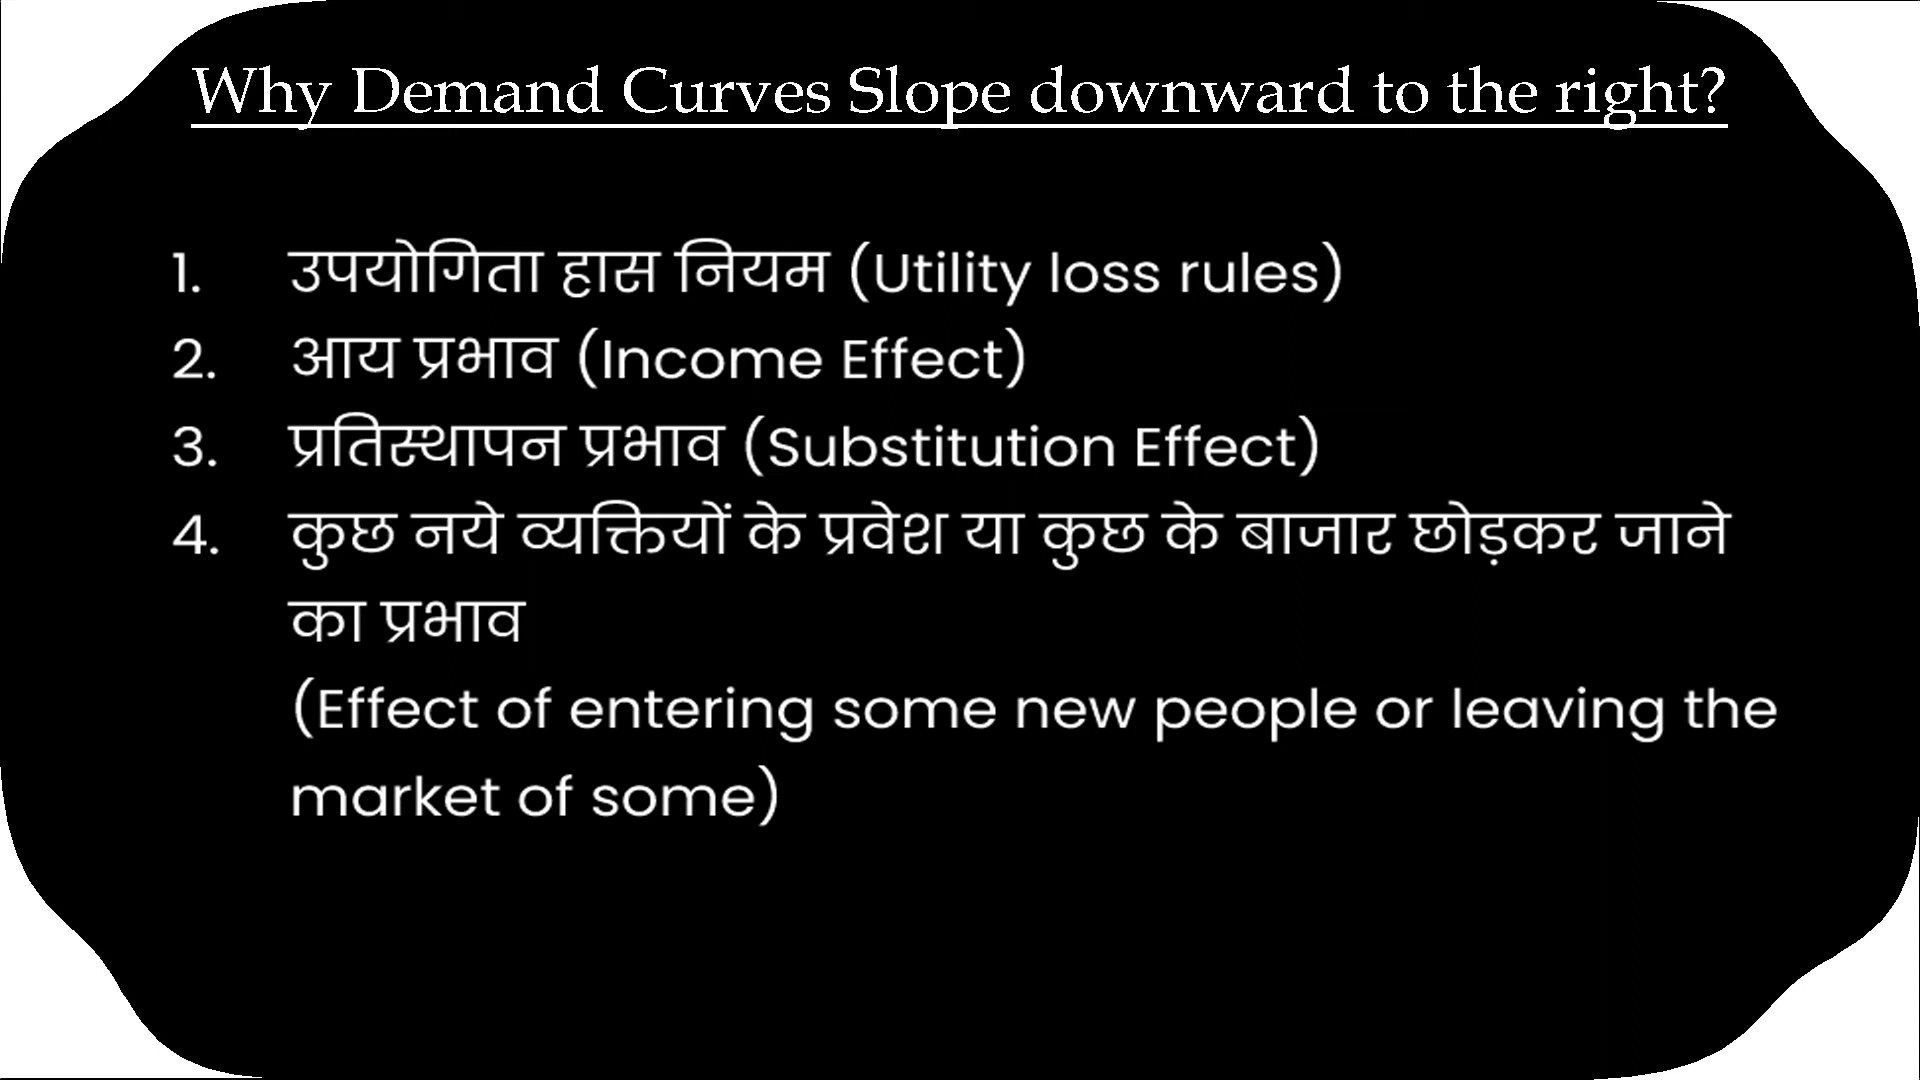 Why Demand Curves Slope downward to the right?
1. उपयोगिता हास नियम (Utility loss rules)
2. आय प्रभाव (Income Effect)
3. प्रतिस्थापन प्रभाव (Substitution Effect)
4. कुछ नये व्यक्तियों के प्रवेश या कुछ के बाजार छोड़कर जाने
का प्रभाव
(Effect of entering some new people or leaving the
market of some)